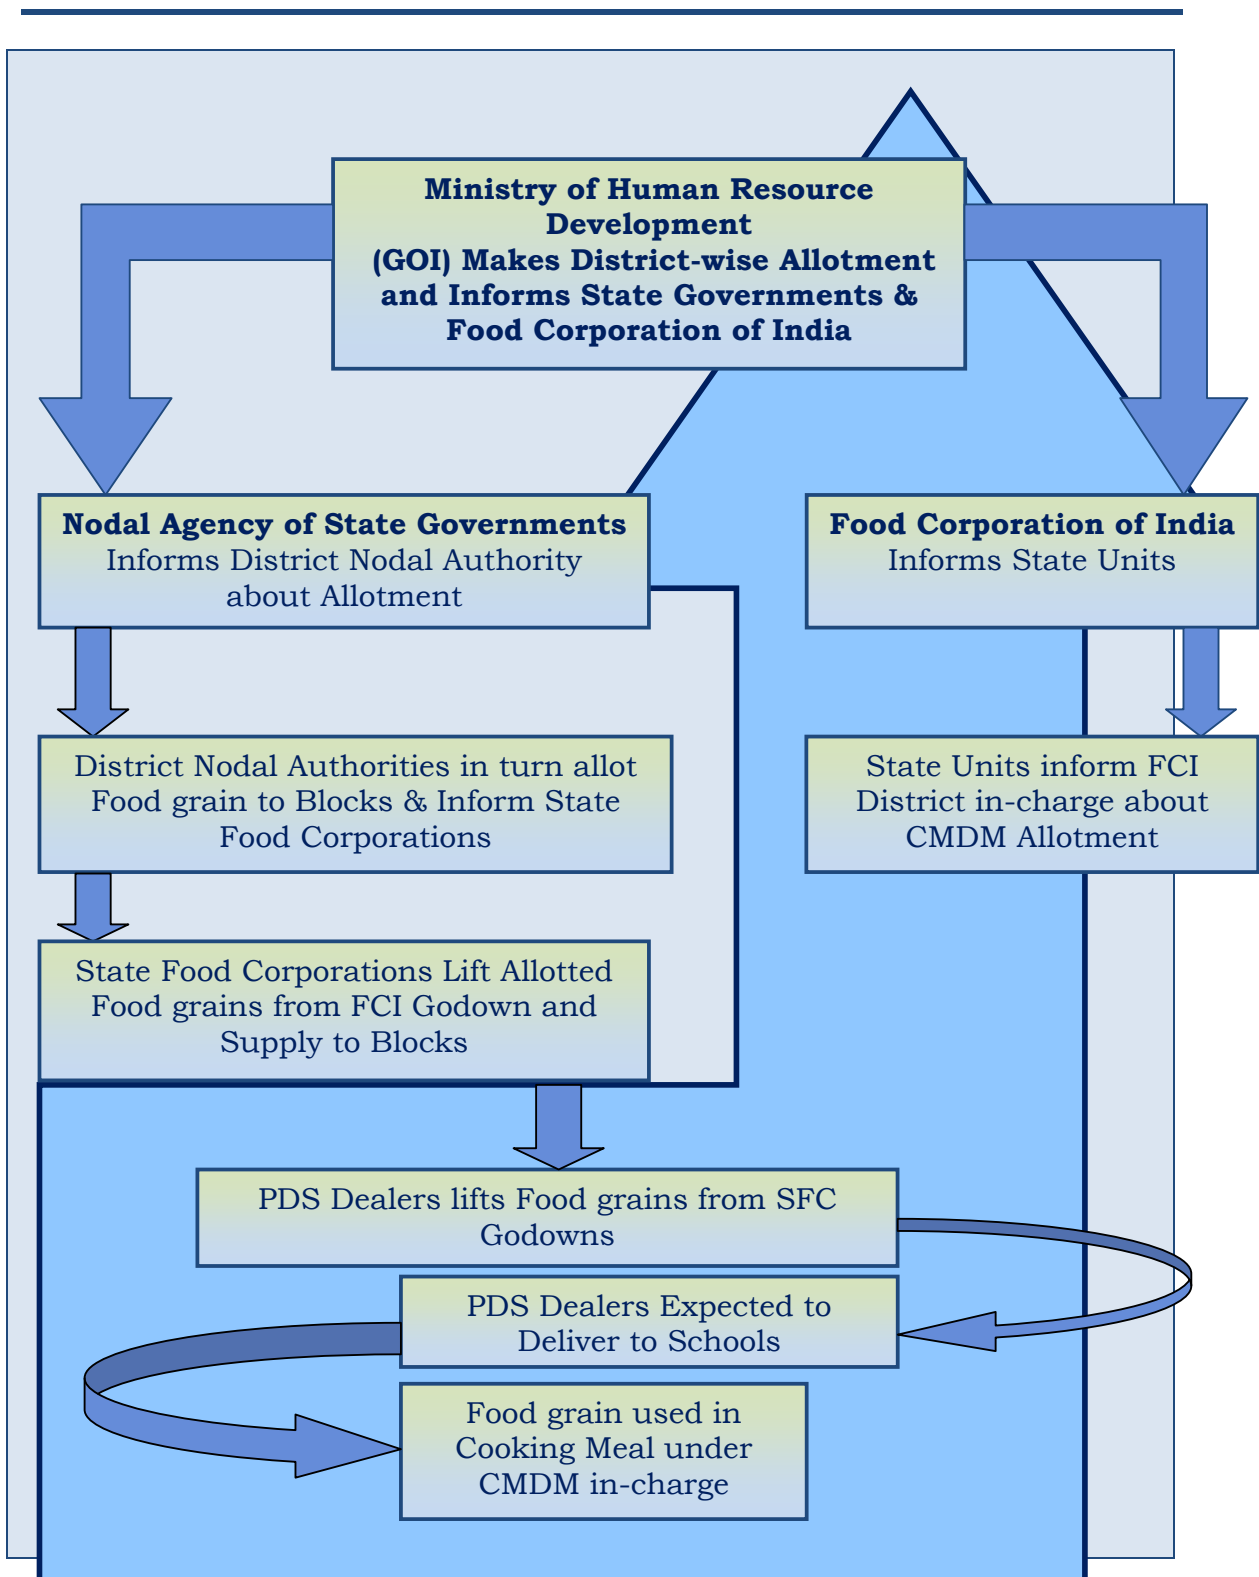 Ministry of Human Resource
Development
(GOI) Makes District-wise Allotment
and Informs State Governments &
Food Corporation of India
Nodal Agency of State Governments
Informs District Nodal Authority
about Allotment
Food Corporation of India
Informs State Units
District Nodal Authorities in turn allot
Food grain to Blocks & Inform State
Food Corporations
State Units inform FCI
District in-charge about
CMDM Allotment
State Food Corporations Lift Allotted
Food grains from FCI Godown and
Supply to Blocks
PDS Dealers lifts Food grains from SFC
Godowns
PDS Dealers Expected to
Deliver to Schools
Food grain used in
Cooking Meal under
CMDM in-charge